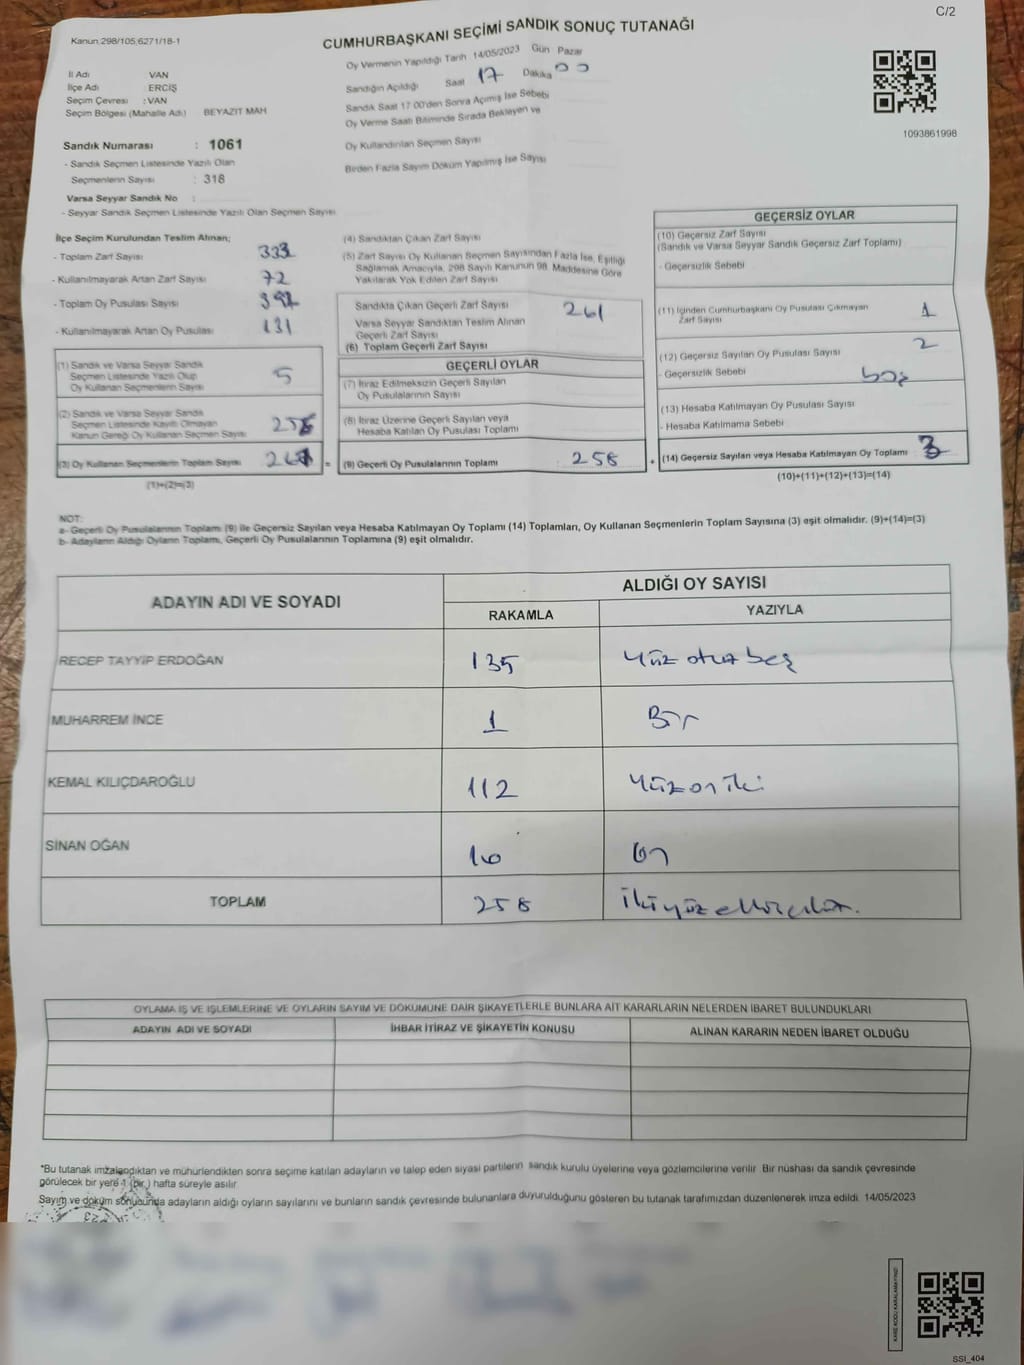 C/2
Kanun;298/105;6271/18-1
CUMHURBAŞKANI SEÇİMİ SANDIK SONUÇ TUTANAĞI
İl Adı VAN
İlçe Adı ERCİŞ
Seçim Çevresi : VAN
Seçim Bölgesi (Mahalle Adı) BEYAZIT MAH
Oy Vermenin Yapıldığı Tarih 14/05/2023 Gün Pazar
Sandığın Açıldığı Saat 17 Dakika 00
Sandık Saat 17 00'den Sonra Açımış İse Sebebi
Oy Verme Saati Bitiminde Sırada Bekleyen ve
Oy Kullandırılan Seçmen Sayısı
Birden Fazla Sayım Döküm Yapılmış İse Sayısı
1093861998
Sandık Numarası : 1061
- Sandık Seçmen Listesinde Yazılı Olan
Seçmenlerin Sayısı : 318
Varsa Seyyar Sandık No :
- Seyyar Sandık Seçmen Listesinde Yazılı Olan Seçmen Sayısı
İlçe Seçim Kurulundan Teslim Alınan;
- Toplam Zarf Sayısı 333
- Kullanılmayarak Artan Zarf Sayısı 72
- Toplam Oy Pusulası Sayısı
- Kullanılmayarak Artan Oy Pusulası 131
(1) Sandık ve Varsa Seyyar Sandık
Seçmen Listesinde Yazılı Olup
Oy Kullanan Seçmenlerin Sayısı 5
(2) Sandık ve Varsa Seyyar Sandık
Seçmen Listesinde Kayıtlı Olmayan
Kanun Gereği Oy Kullanan Seçmen Sayısı 256
(3) Oy Kullanan Seçmenlerin Toplam Sayısı 261 =
(1)+(2)=(3)
(4) Sandıktan Çıkan Zarf Sayısı
(5) Zarf Sayısı Oy Kullanan Seçmen Sayısından Fazla İse, Eşitliği
Sağlamak Amacıyla, 298 Sayılı Kanunun 98. Maddesine Göre
Yakılarak Yok Edilen Zarf Sayısı
Sandıkta Çıkan Geçerli Zarf Sayısı 261
Varsa Seyyar Sandıktan Teslim Alınan
Geçerli Zarf Sayısı
(6) Toplam Geçerli Zarf Sayısı
GEÇERLİ OYLAR
(7) İtiraz Edilmeksizin Geçerli Sayılan
Oy Pusulalarının Sayısı
(8) İtiraz Üzerine Geçerli Sayılan veya
Hesaba Katılan Oy Pusulası Toplamı
(9) Geçerli Oy Pusulalarının Toplamı 258 +
GEÇERSİZ OYLAR
(10) Geçersiz Zarf Sayısı
(Sandık ve Varsa Seyyar Sandık Geçersiz Zarf Toplamı)
- Geçersizlik Sebebi
(11) İçinden Cumhurbaşkanı Oy Pusulası Çıkmayan
Zarf Sayısı 1
(12) Geçersiz Sayılan Oy Pusulası Sayısı 2
- Geçersizlik Sebebi boş
(13) Hesaba Katılmayan Oy Pusulası Sayısı
- Hesaba Katılmama Sebebi
(14) Geçersiz Sayılan veya Hesaba Katılmayan Oy Toplamı 3
(10)+(11)+(12)+(13)=(14)
NOT:
a- Geçerli Oy Pusulalarının Toplamı (9) ile Geçersiz Sayılan veya Hesaba Katılmayan Oy Toplamı (14) Toplamları, Oy Kullanan Seçmenlerin Toplam Sayısına (3) eşit olmalıdır. (9)+(14)=(3)
b- Adayların Aldığı Oyların Toplamı, Geçerli Oy Pusulalarının Toplamına (9) eşit olmalıdır.
ADAYIN ADI VE SOYADI
ALDIĞI OY SAYISI
RAKAMLA YAZIYLA
RECEP TAYYİP ERDOĞAN 135 yüz otuz beş
MUHARREM İNCE 1 Bir
KEMAL KILIÇDAROĞLU 112 yüz on iki
SİNAN OĞAN 10 on
TOPLAM 258 iki yüz elli sekiz
OYLAMA İŞ VE İŞLEMLERİNE VE OYLARIN SAYIM VE DÖKÜMÜNE DAİR ŞİKAYETLERLE BUNLARA AİT KARARLARIN NELERDEN İBARET BULUNDUKLARI
ADAYIN ADI VE SOYADI İHBAR İTİRAZ VE ŞİKAYETİN KONUSU ALINAN KARARIN NEDEN İBARET OLDUĞU
*Bu tutanak imzalandıktan ve mühürlendikten sonra seçime katılan adayların ve talep eden siyasi partilerin sandık kurulu üyelerine veya gözlemcilerine verilir. Bir nüshası da sandık çevresinde
görülecek bir yere 1 (bir) hafta süreyle asılır.
Sayım ve döküm sonucunda adayların aldığı oyların sayılarını ve bunların sandık çevresinde bulunanlara duyurulduğunu gösteren bu tutanak tarafımızdan düzenlenerek imza edildi. 14/05/2023
KARE KODU KARALAMAYINIZ!
SSI_404